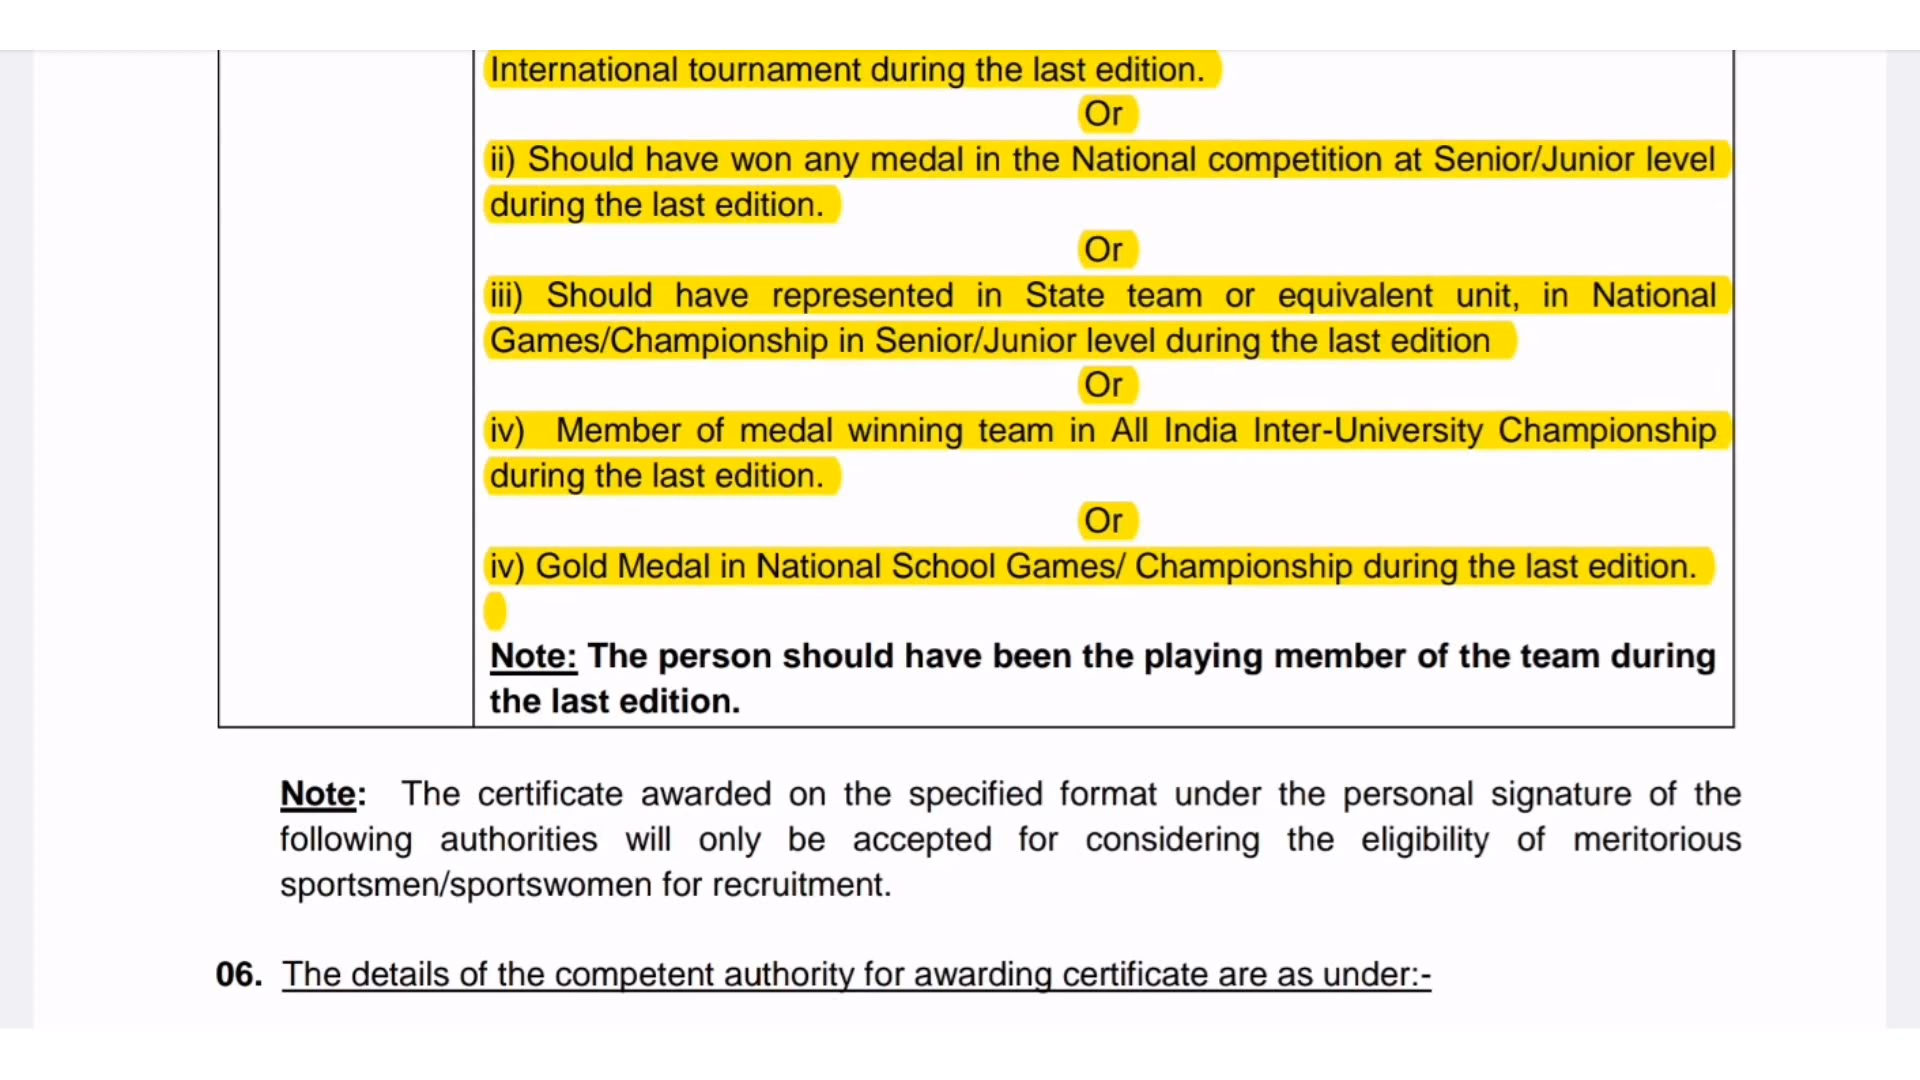 International tournament during the last edition.
Or
ii) Should have won any medal in the National competition at Senior/Junior level
during the last edition.
Or
iii) Should have represented in State team or equivalent unit, in National
Games/Championship in Senior/Junior level during the last edition
Or
iv) Member of medal winning team in All India Inter-University Championship
during the last edition.
Or
iv) Gold Medal in National School Games/ Championship during the last edition.
Note: The person should have been the playing member of the team during
the last edition.
Note: The certificate awarded on the specified format under the personal signature of the
following authorities will only be accepted for considering the eligibility of meritorious
sportsmen/sportswomen for recruitment.
06. The details of the competent authority for awarding certificate are as under:-